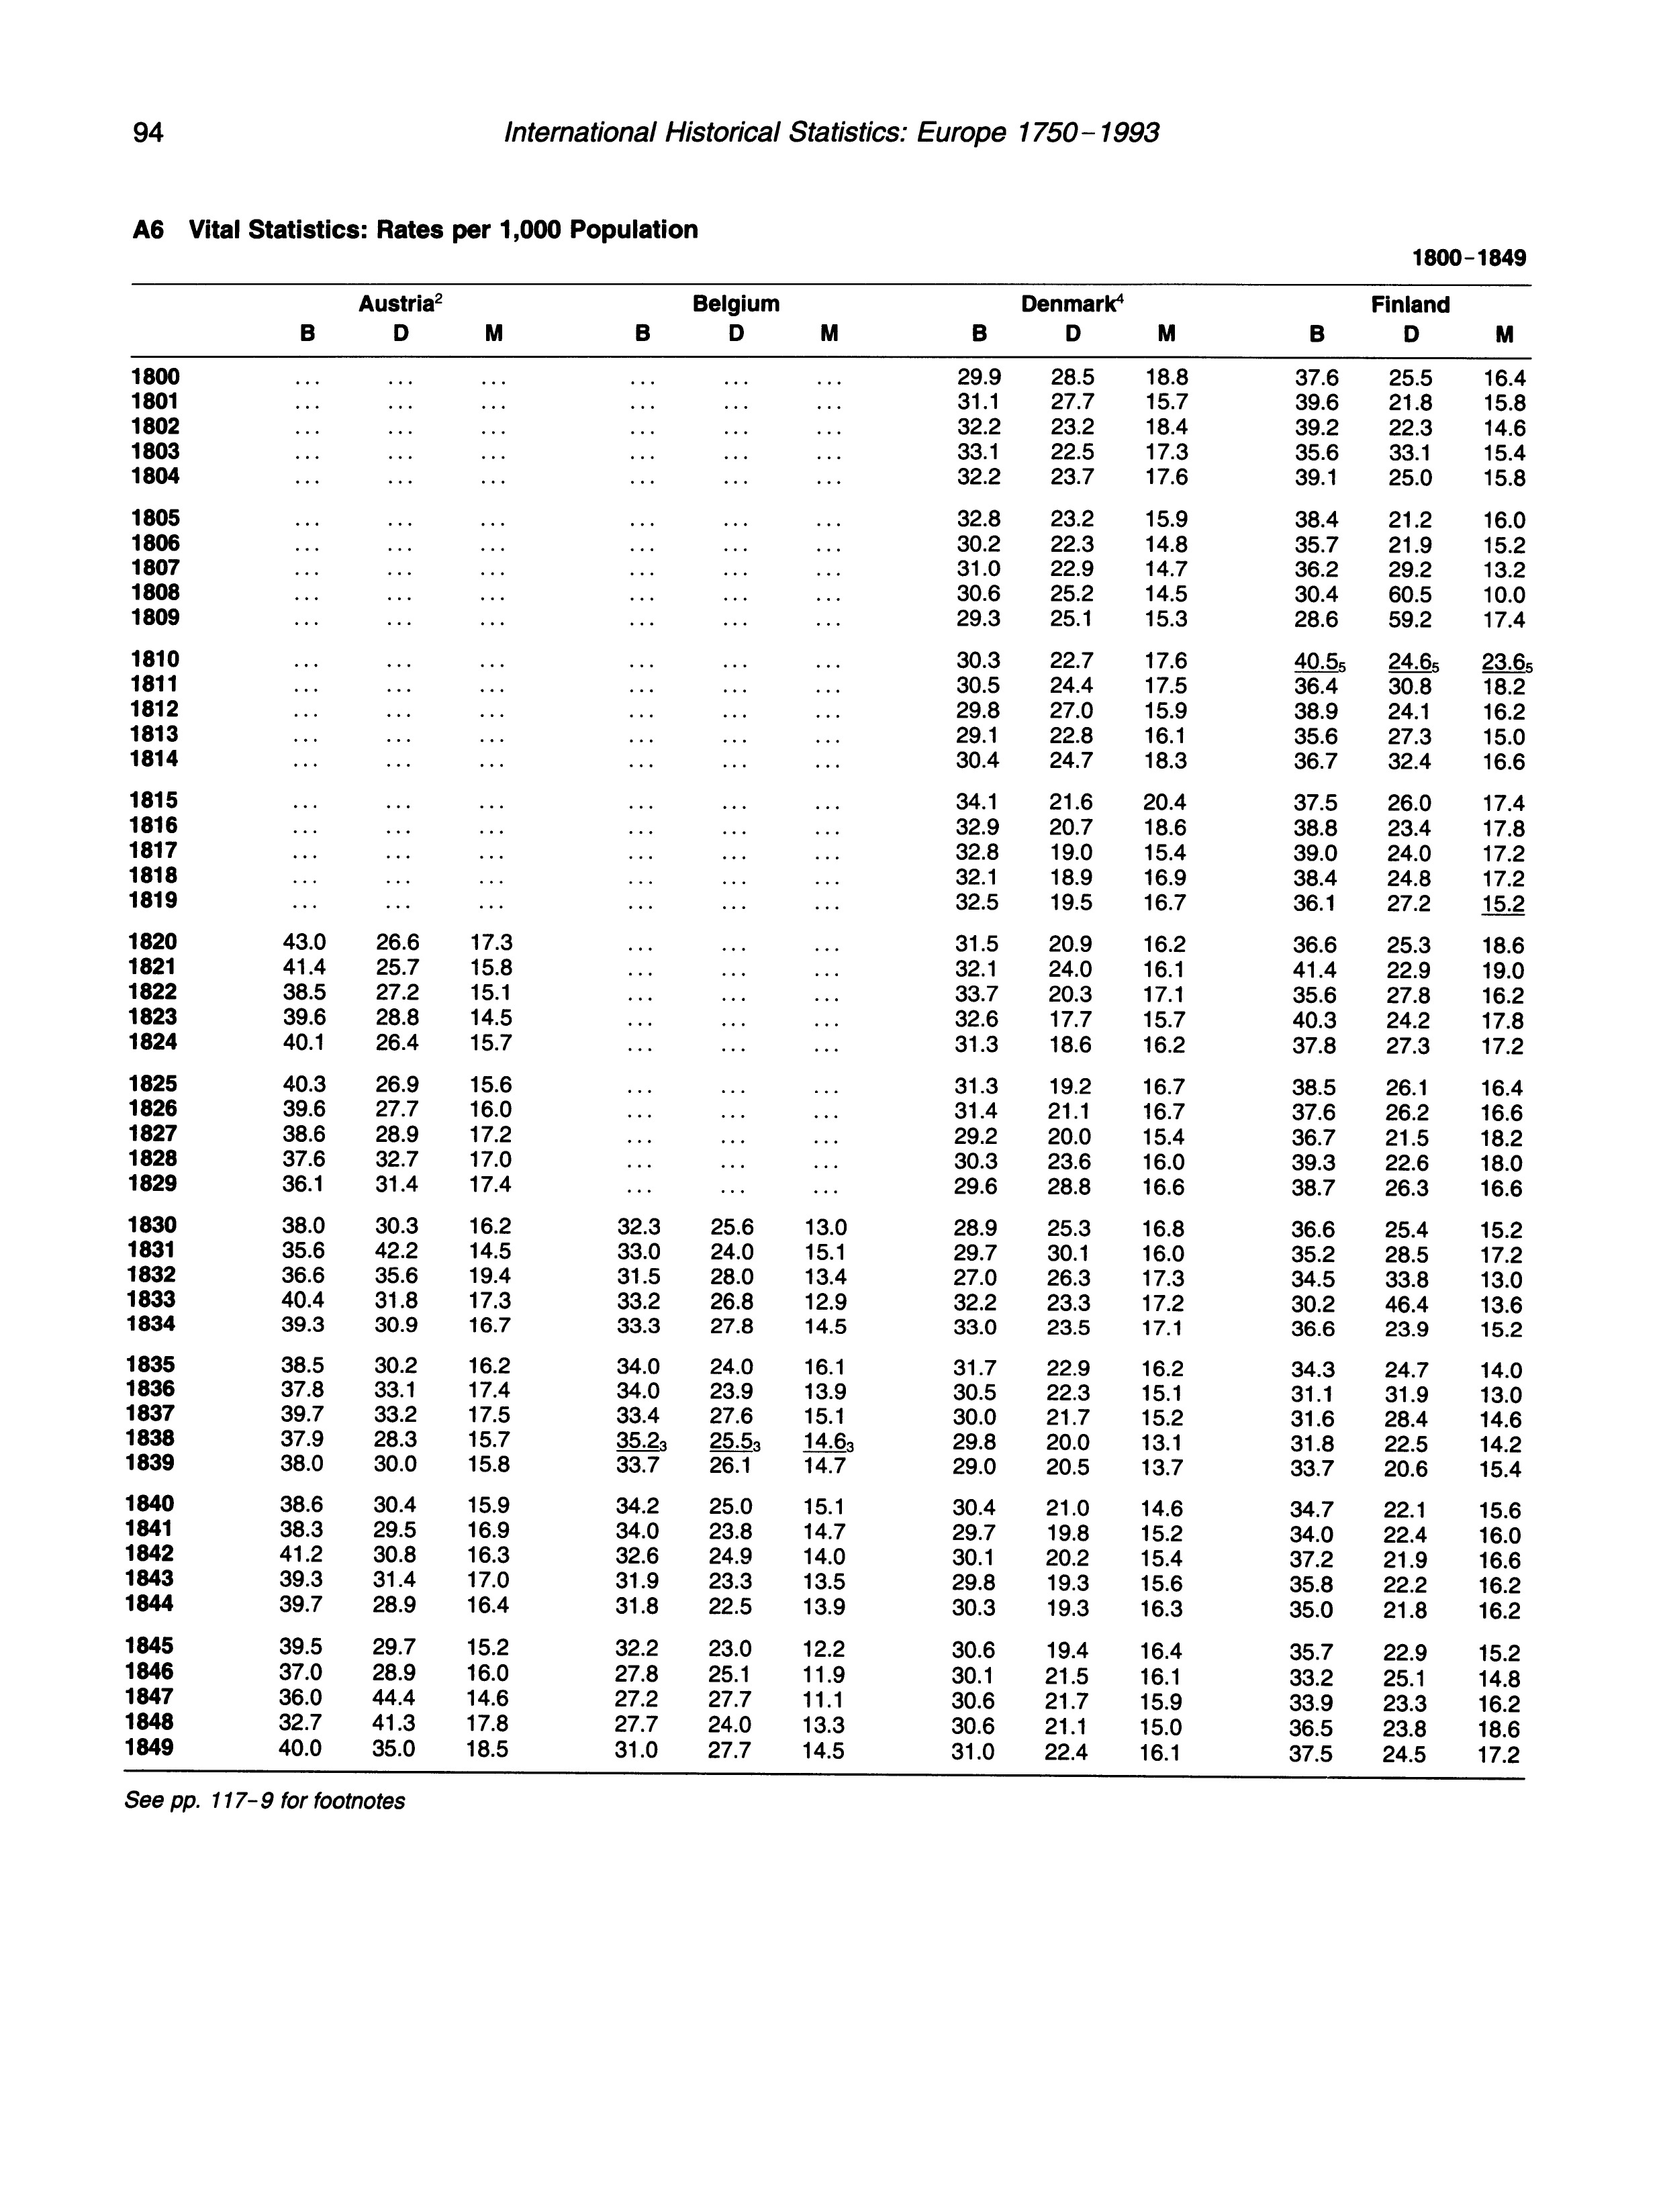 94 International Historical Statistics: Europe 1750–1993
A6 Vital Statistics: Rates per 1,000 Population
1800–1849
Austria² Belgium Denmark⁴ Finland
B D M B D M B D M B D M
1800 ... ... ... ... ... ... 29.9 28.5 18.8 37.6 25.5 16.4
1801 ... ... ... ... ... ... 31.1 27.7 15.7 39.6 21.8 15.8
1802 ... ... ... ... ... ... 32.2 23.2 18.4 39.2 22.3 14.6
1803 ... ... ... ... ... ... 33.1 22.5 17.3 35.6 33.1 15.4
1804 ... ... ... ... ... ... 32.2 23.7 17.6 39.1 25.0 15.8
1805 ... ... ... ... ... ... 32.8 23.2 15.9 38.4 21.2 16.0
1806 ... ... ... ... ... ... 30.2 22.3 14.8 35.7 21.9 15.2
1807 ... ... ... ... ... ... 31.0 22.9 14.7 36.2 29.2 13.2
1808 ... ... ... ... ... ... 30.6 25.2 14.5 30.4 60.5 10.0
1809 ... ... ... ... ... ... 29.3 25.1 15.3 28.6 59.2 17.4
1810 ... ... ... ... ... ... 30.3 22.7 17.6 40.5₅ 24.6₅ 23.6₅
1811 ... ... ... ... ... ... 30.5 24.4 17.5 36.4 30.8 18.2
1812 ... ... ... ... ... ... 29.8 27.0 15.9 38.9 24.1 16.2
1813 ... ... ... ... ... ... 29.1 22.8 16.1 35.6 27.3 15.0
1814 ... ... ... ... ... ... 30.4 24.7 18.3 36.7 32.4 16.6
1815 ... ... ... ... ... ... 34.1 21.6 20.4 37.5 26.0 17.4
1816 ... ... ... ... ... ... 32.9 20.7 18.6 38.8 23.4 17.8
1817 ... ... ... ... ... ... 32.8 19.0 15.4 39.0 24.0 17.2
1818 ... ... ... ... ... ... 32.1 18.9 16.9 38.4 24.8 17.2
1819 ... ... ... ... ... ... 32.5 19.5 16.7 36.1 27.2 15.2
1820 43.0 26.6 17.3 ... ... ... 31.5 20.9 16.2 36.6 25.3 18.6
1821 41.4 25.7 15.8 ... ... ... 32.1 24.0 16.1 41.4 22.9 19.0
1822 38.5 27.2 15.1 ... ... ... 33.7 20.3 17.1 35.6 27.8 16.2
1823 39.6 28.8 14.5 ... ... ... 32.6 17.7 15.7 40.3 24.2 17.8
1824 40.1 26.4 15.7 ... ... ... 31.3 18.6 16.2 37.8 27.3 17.2
1825 40.3 26.9 15.6 ... ... ... 31.3 19.2 16.7 38.5 26.1 16.4
1826 39.6 27.7 16.0 ... ... ... 31.4 21.1 16.7 37.6 26.2 16.6
1827 38.6 28.9 17.2 ... ... ... 29.2 20.0 15.4 36.7 21.5 18.2
1828 37.6 32.7 17.0 ... ... ... 30.3 23.6 16.0 39.3 22.6 18.0
1829 36.1 31.4 17.4 ... ... ... 29.6 28.8 16.6 38.7 26.3 16.6
1830 38.0 30.3 16.2 32.3 25.6 13.0 28.9 25.3 16.8 36.6 25.4 15.2
1831 35.6 42.2 14.5 33.0 24.0 15.1 29.7 30.1 16.0 35.2 28.5 17.2
1832 36.6 35.6 19.4 31.5 28.0 13.4 27.0 26.3 17.3 34.5 33.8 13.0
1833 40.4 31.8 17.3 33.2 26.8 12.9 32.2 23.3 17.2 30.2 46.4 13.6
1834 39.3 30.9 16.7 33.3 27.8 14.5 33.0 23.5 17.1 36.6 23.9 15.2
1835 38.5 30.2 16.2 34.0 24.0 16.1 31.7 22.9 16.2 34.3 24.7 14.0
1836 37.8 33.1 17.4 34.0 23.9 13.9 30.5 22.3 15.1 31.1 31.9 13.0
1837 39.7 33.2 17.5 33.4 27.6 15.1 30.0 21.7 15.2 31.6 28.4 14.6
1838 37.9 28.3 15.7 35.2₃ 25.5₃ 14.6₃ 29.8 20.0 13.1 31.8 22.5 14.2
1839 38.0 30.0 15.8 33.7 26.1 14.7 29.0 20.5 13.7 33.7 20.6 15.4
1840 38.6 30.4 15.9 34.2 25.0 15.1 30.4 21.0 14.6 34.7 22.1 15.6
1841 38.3 29.5 16.9 34.0 23.8 14.7 29.7 19.8 15.2 34.0 22.4 16.0
1842 41.2 30.8 16.3 32.6 24.9 14.0 30.1 20.2 15.4 37.2 21.9 16.6
1843 39.3 31.4 17.0 31.9 23.3 13.5 29.8 19.3 15.6 35.8 22.2 16.2
1844 39.7 28.9 16.4 31.8 22.5 13.9 30.3 19.3 16.3 35.0 21.8 16.2
1845 39.5 29.7 15.2 32.2 23.0 12.2 30.6 19.4 16.4 35.7 22.9 15.2
1846 37.0 28.9 16.0 27.8 25.1 11.9 30.1 21.5 16.1 33.2 25.1 14.8
1847 36.0 44.4 14.6 27.2 27.7 11.1 30.6 21.7 15.9 33.9 23.3 16.2
1848 32.7 41.3 17.8 27.7 24.0 13.3 30.6 21.1 15.0 36.5 23.8 18.6
1849 40.0 35.0 18.5 31.0 27.7 14.5 31.0 22.4 16.1 37.5 24.5 17.2
See pp. 117–9 for footnotes